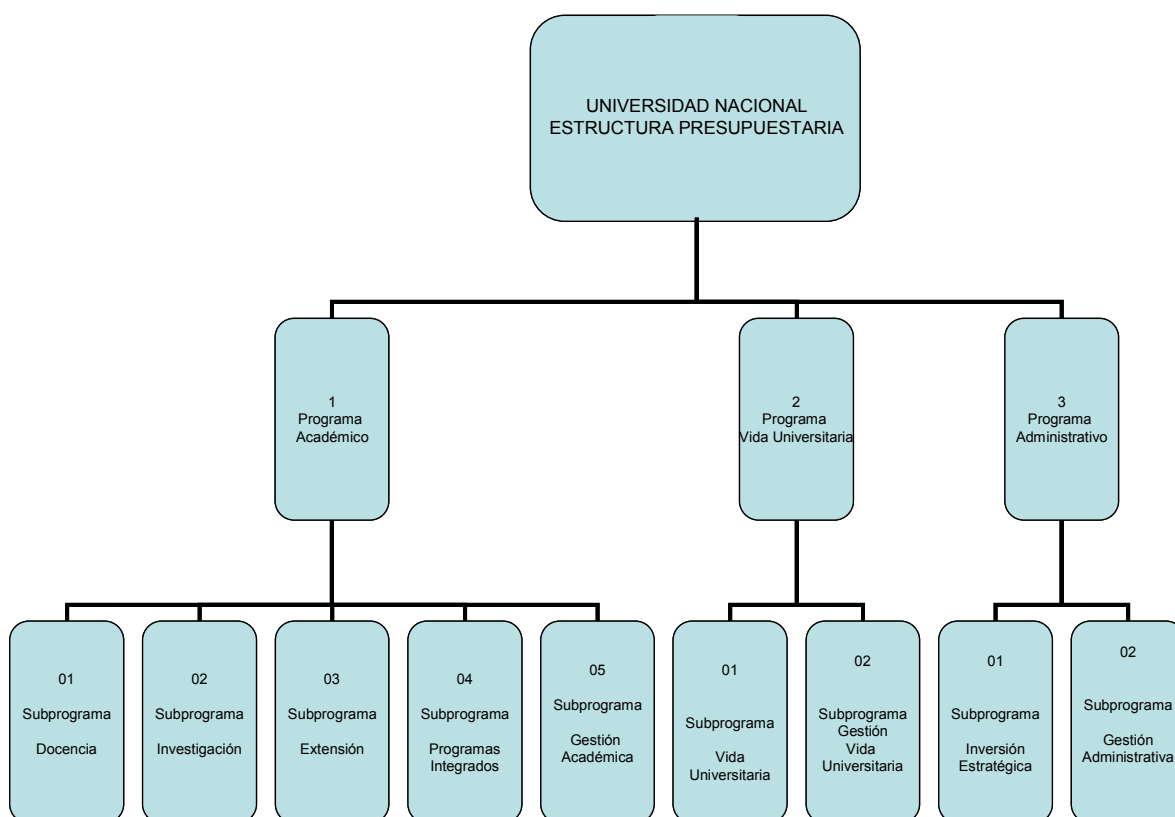 UNIVERSIDAD NACIONAL
ESTRUCTURA PRESUPUESTARIA
1
Programa
Académico
2
Programa
Vida Universitaria
3
Programa
Administrativo
01
Subprograma
Docencia
02
Subprograma
Investigación
03
Subprograma
Extensión
04
Subprograma
Programas
Integrados
05
Subprograma
Gestión
Académica
01
Subprograma
Vida
Universitaria
02
Subprograma
Gestión
Vida
Universitaria
01
Subprograma
Inversión
Estratégica
02
Subprograma
Gestión
Administrativa